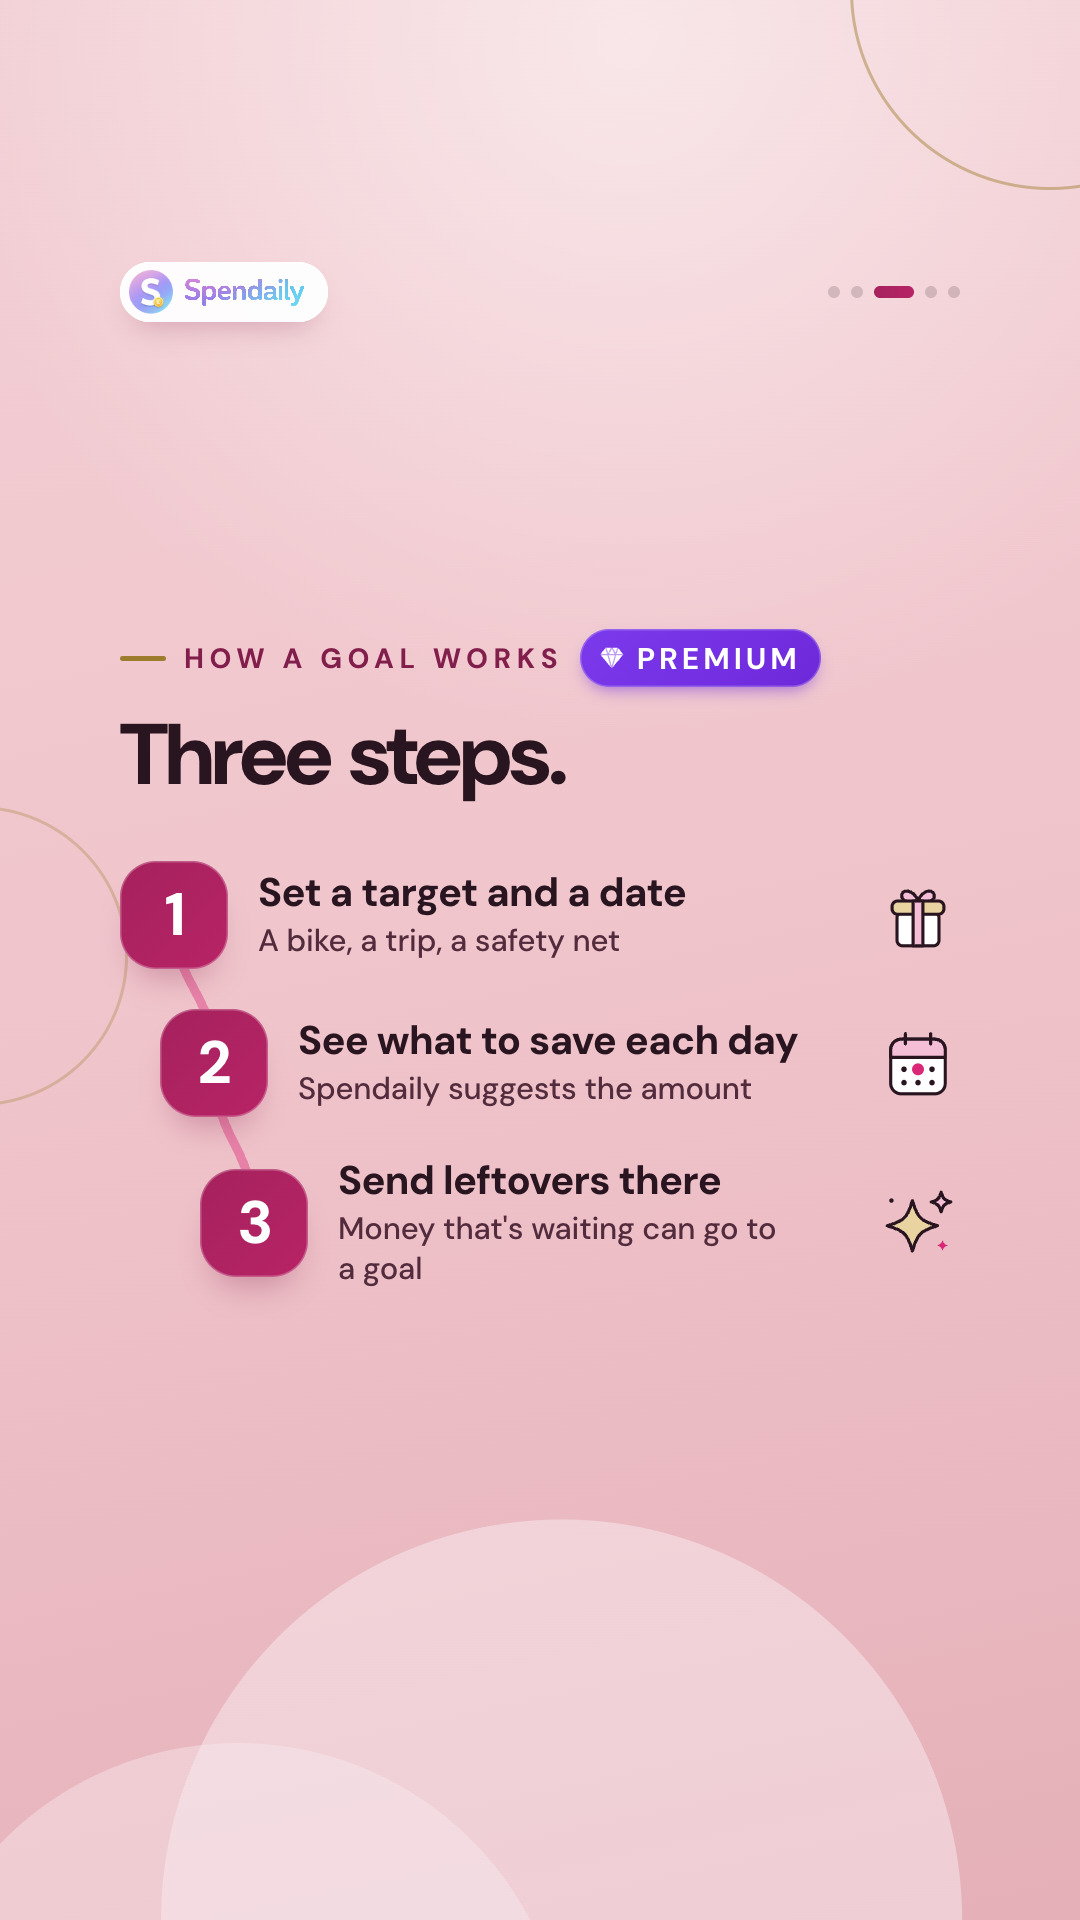 Spendaily
HOW A GOAL WORKS
PREMIUM
Three steps.
1
Set a target and a date
A bike, a trip, a safety net
2
See what to save each day
Spendaily suggests the amount
3
Send leftovers there
Money that's waiting can go to
a goal